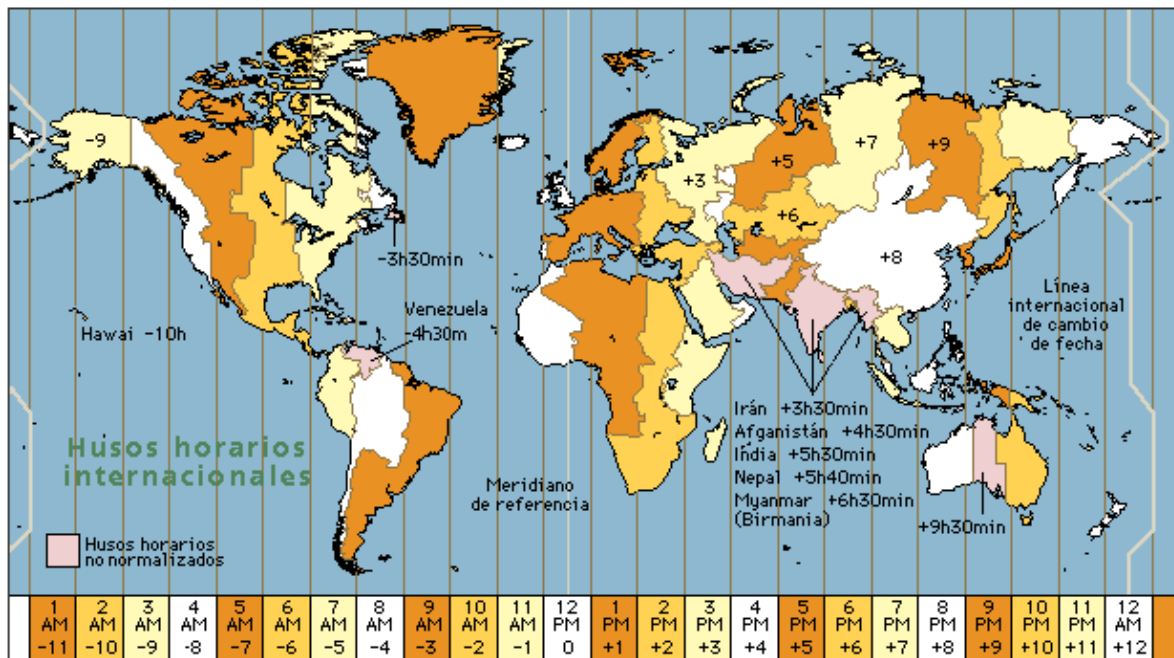 -9
+7
+9
+5
+3
+6
-3h30min
+8
Venezuela
-4h30m
Hawai -10h
Línea
internacional
de cambio
de fecha
Husos horarios
internacionales
Meridiano
de referencia
Irán +3h30min
Afganistán +4h30min
Índia +5h30min
Nepal +5h40min
Myanmar +6h30min
(Birmania)
+9h30min
Husos horarios
no normalizados
1 2 3 4 5 6 7 8 9 10 11 12 1 2 3 4 5 6 7 8 9 10 11 12
AM AM AM AM AM AM AM AM AM AM AM PM PM PM PM PM PM PM PM PM PM PM PM AM
-11 -10 -9 -8 -7 -6 -5 -4 -3 -2 -1 0 +1 +2 +3 +4 +5 +6 +7 +8 +9 +10 +11 +12